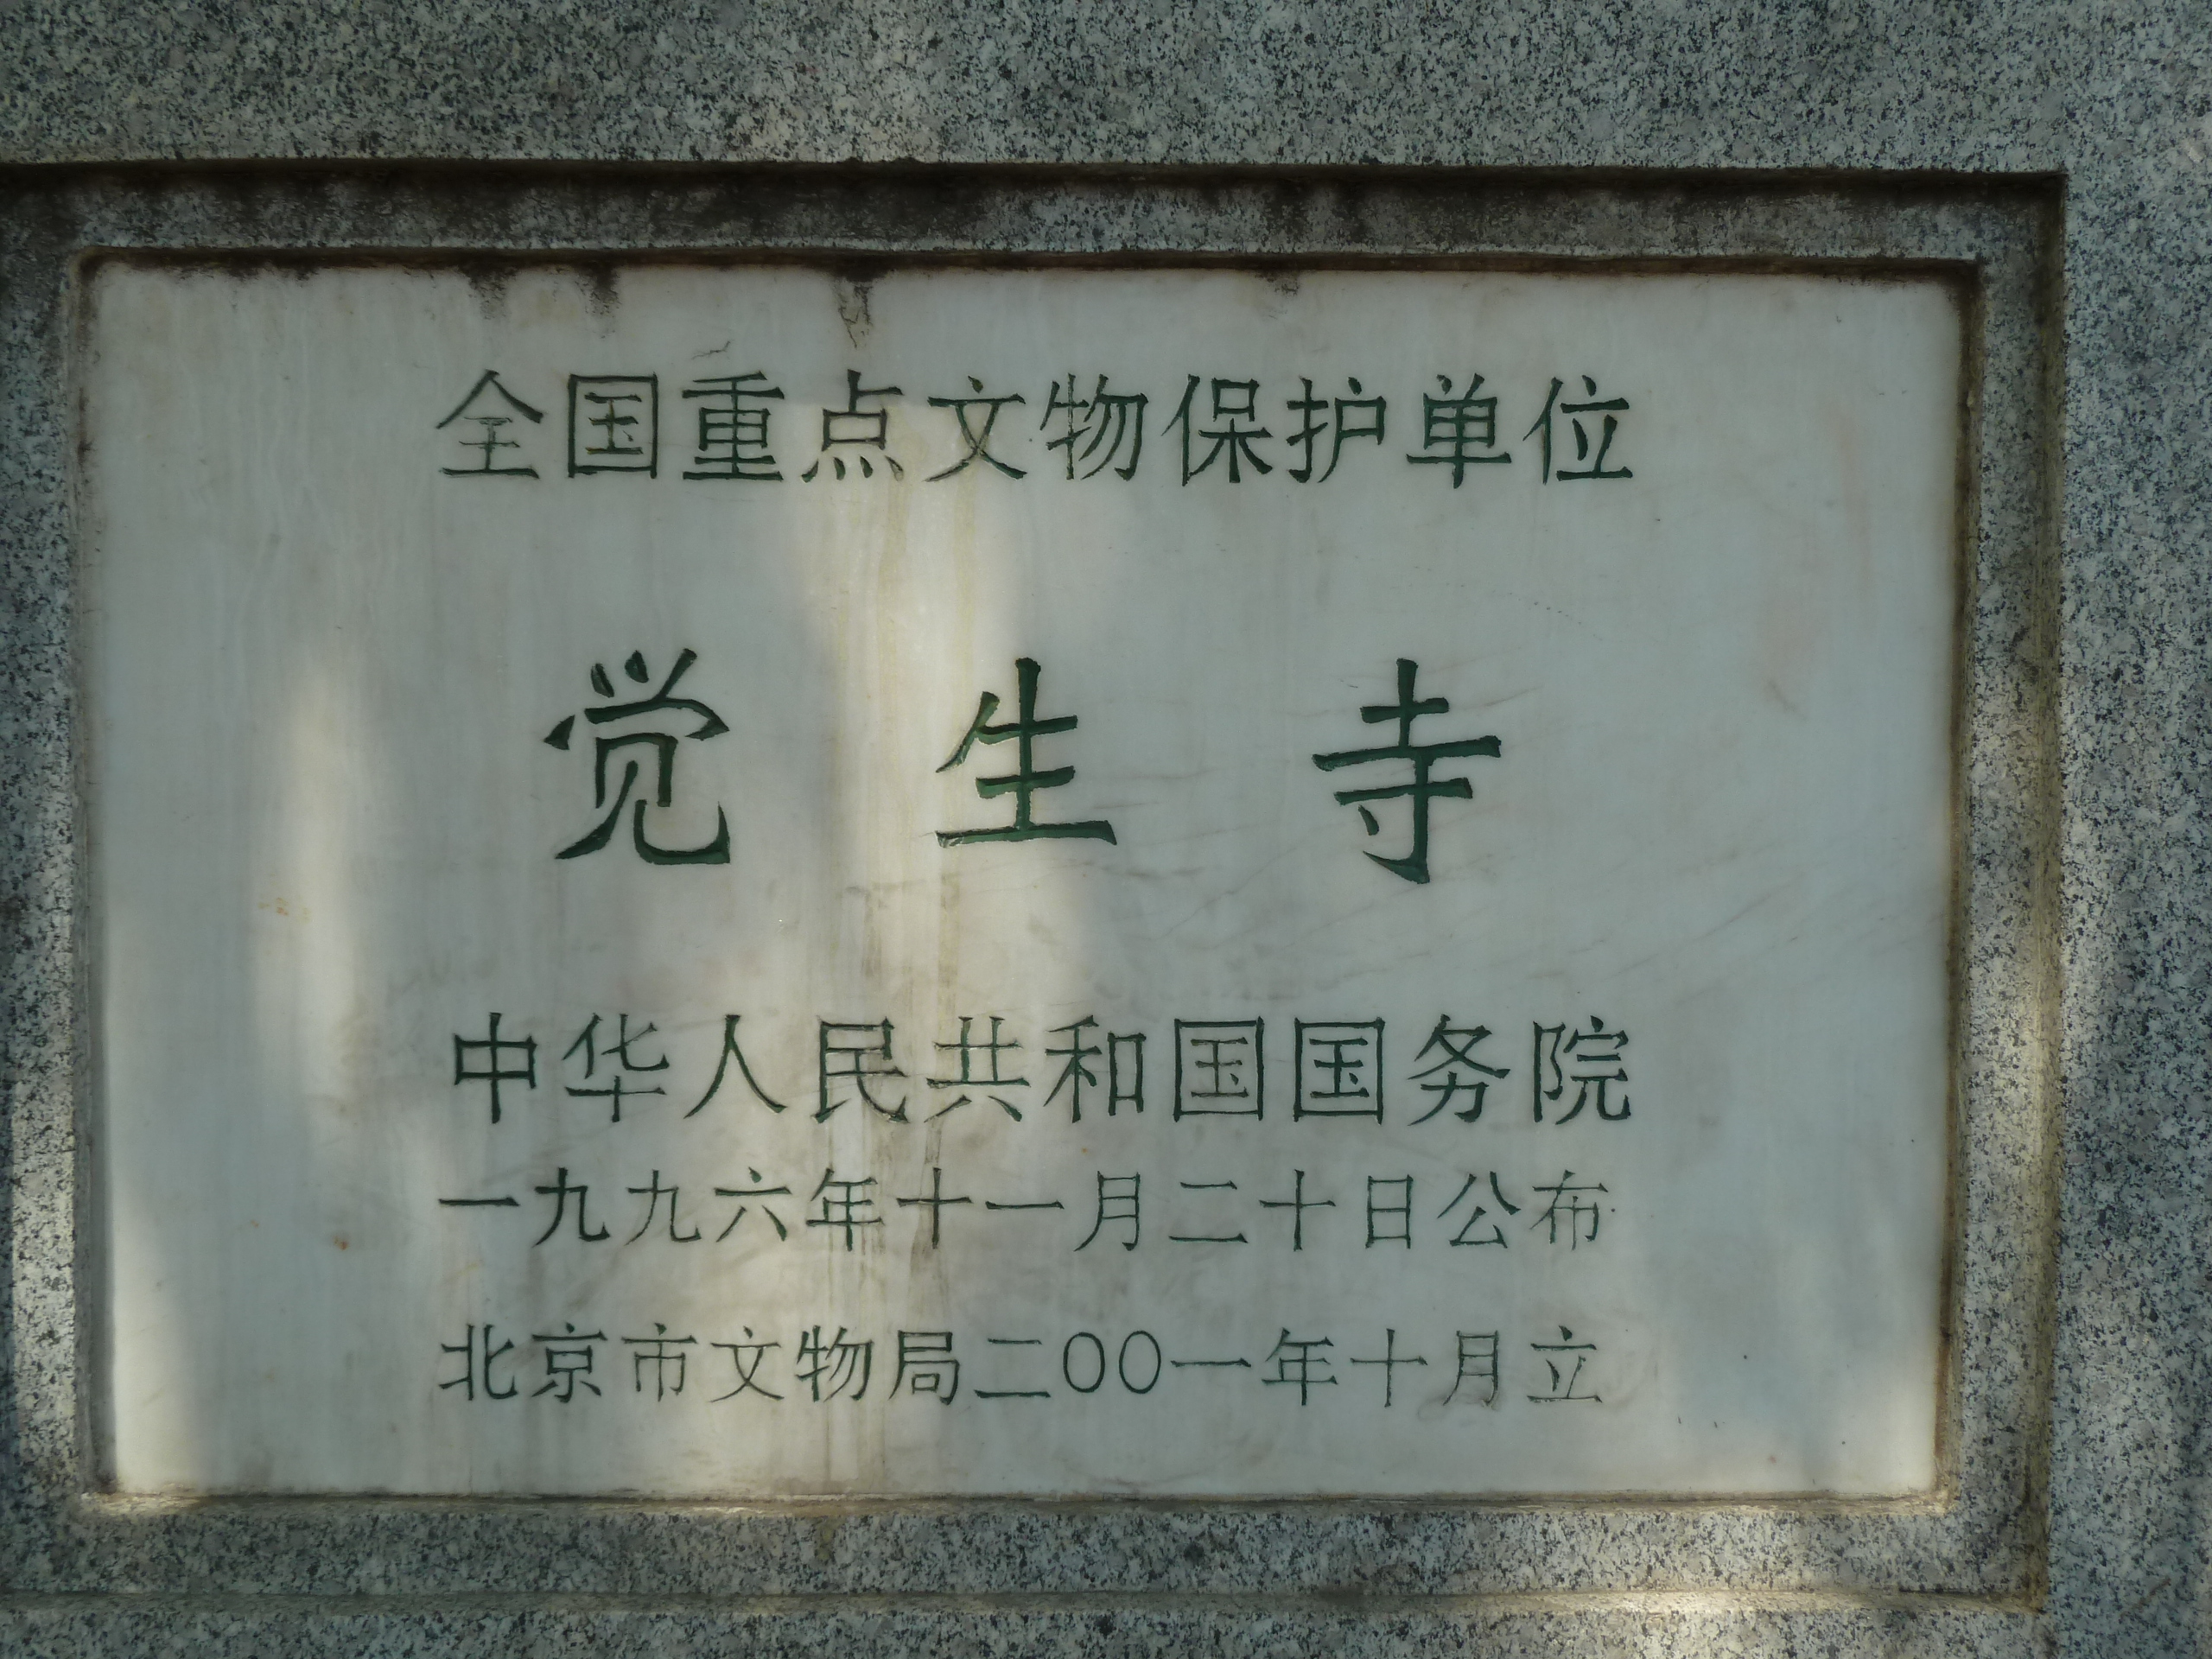 全国重点文物保护单位
觉生寺
中华人民共和国国务院
一九九六年十一月二十日公布
北京市文物局二〇〇一年十月立